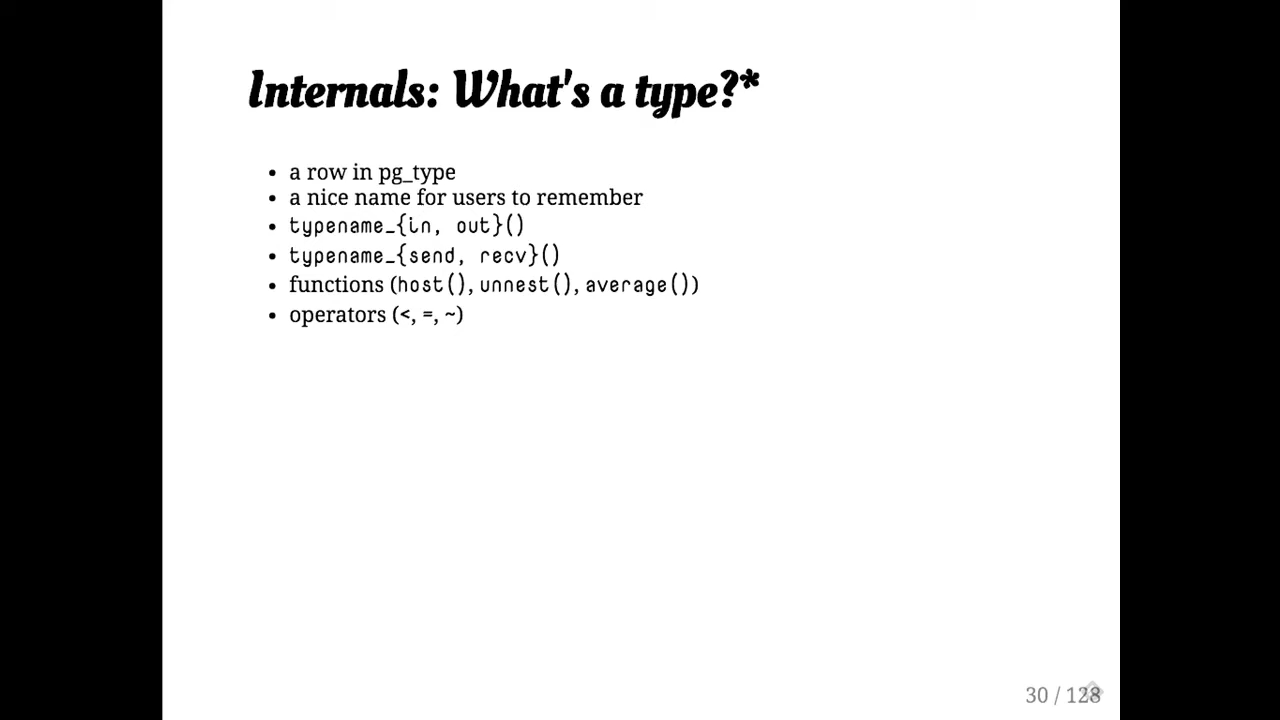 Internals: What's a type?*
• a row in pg_type
• a nice name for users to remember
• typename_{in, out}()
• typename_{send, recv}()
• functions (host(), unnest(), average())
• operators (<, =, ~)
30 / 128